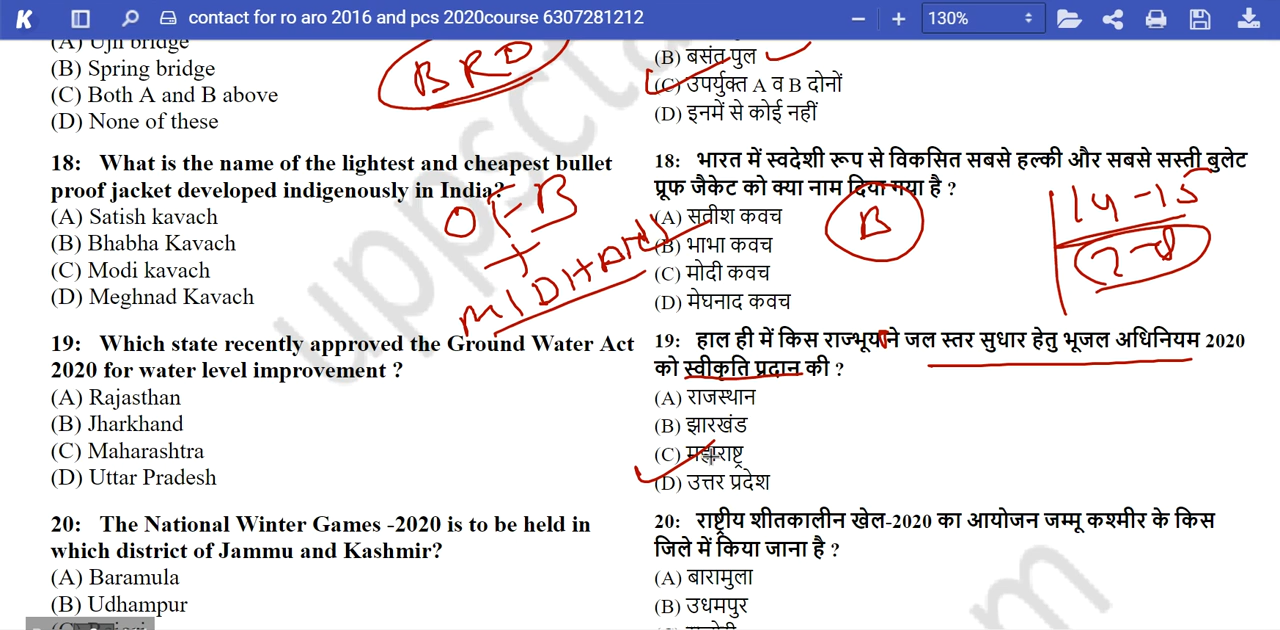 contact for ro aro 2016 and pcs 2020course 6307281212
130%
(A) Ujh bridge
(B) Spring bridge
(C) Both A and B above
(D) None of these
BRO
18: What is the name of the lightest and cheapest bullet
proof jacket developed indigenously in India?
(A) Satish kavach
(B) Bhabha Kavach
(C) Modi kavach
(D) Meghnad Kavach
OFB
+
MIDHANI
19: Which state recently approved the Ground Water Act
2020 for water level improvement ?
(A) Rajasthan
(B) Jharkhand
(C) Maharashtra
(D) Uttar Pradesh
20: The National Winter Games -2020 is to be held in
which district of Jammu and Kashmir?
(A) Baramula
(B) Udhampur
(B) बसंत पुल
(C) उपर्युक्त A व B दोनों
(D) इनमें से कोई नहीं
18: भारत में स्वदेशी रूप से विकसित सबसे हल्की और सबसे सस्ती बुलेट
प्रूफ जैकेट को क्या नाम दिया गया है ?
(A) सतीश कवच
(B) भाभा कवच
(C) मोदी कवच
(D) मेघनाद कवच
B
14-15
19: हाल ही में किस ने जल स्तर सुधार हेतु भूजल अधिनियम 2020
को स्वीकृति प्रदान की ?
(A) राजस्थान
(B) झारखंड
(C) महाराष्ट्र
(D) उत्तर प्रदेश
20: राष्ट्रीय शीतकालीन खेल-2020 का आयोजन जम्मू कश्मीर के किस
जिले में किया जाना है ?
(A) बारामुला
(B) उधमपुर